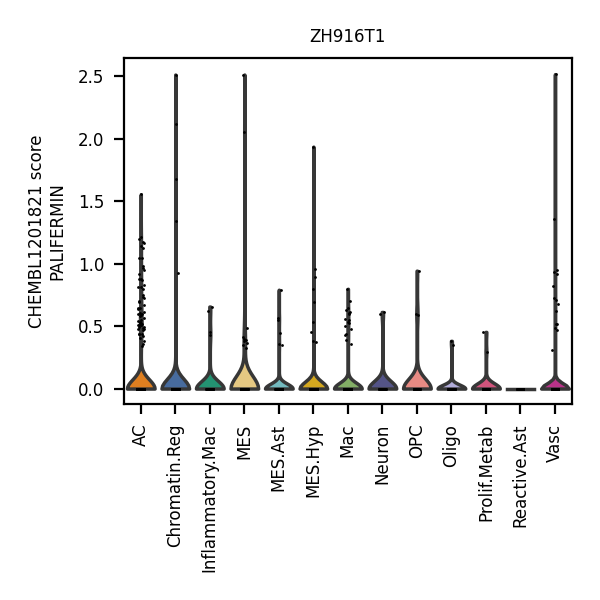 ZH916T1
CHEMBL1201821 score
PALIFERMIN
2.5
2.0
1.5
1.0
0.5
0.0
AC
Chromatin.Reg
Inflammatory.Mac
MES
MES.Ast
MES.Hyp
Mac
Neuron
OPC
Oligo
Prolif.Metab
Reactive.Ast
Vasc